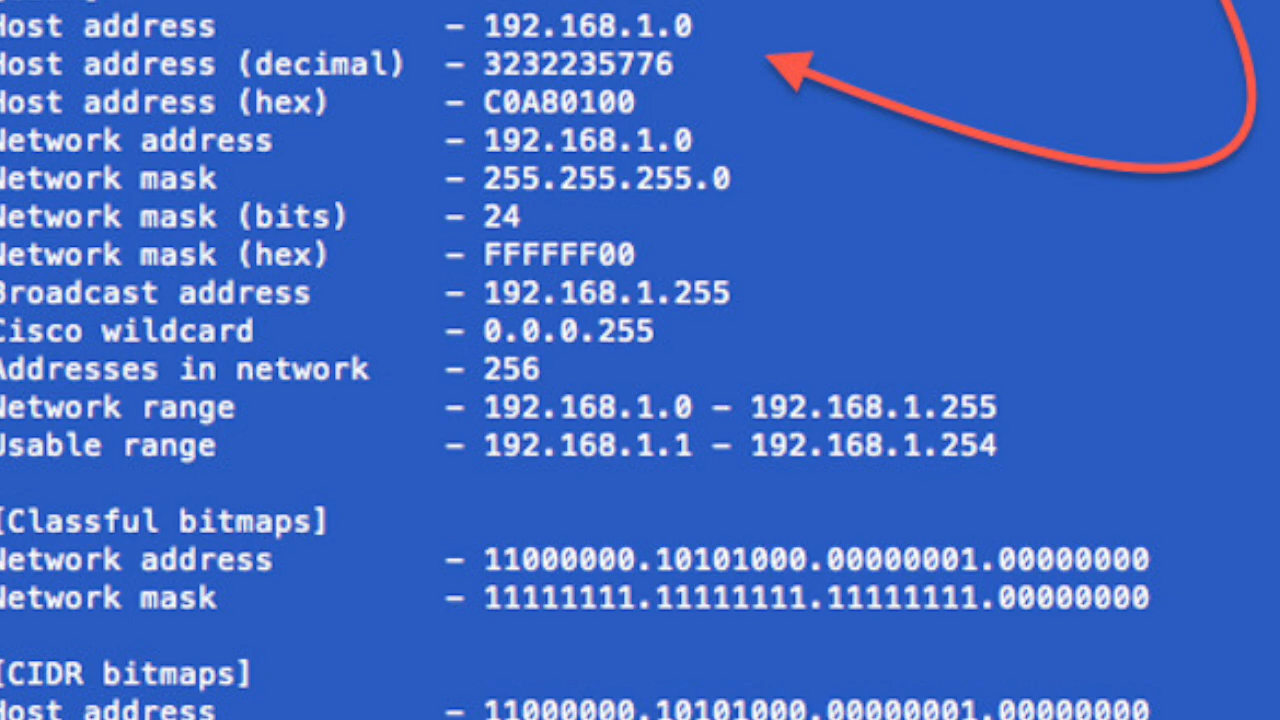 Host address - 192.168.1.0
Host address (decimal) - 3232235776
Host address (hex) - C0A80100
Network address - 192.168.1.0
Network mask - 255.255.255.0
Network mask (bits) - 24
Network mask (hex) - FFFFFF00
Broadcast address - 192.168.1.255
Cisco wildcard - 0.0.0.255
Addresses in network - 256
Network range - 192.168.1.0 - 192.168.1.255
Usable range - 192.168.1.1 - 192.168.1.254
[Classful bitmaps]
Network address - 11000000.10101000.00000001.00000000
Network mask - 11111111.11111111.11111111.00000000
[CIDR bitmaps]
Host address - 11000000.10101000.00000001.00000000